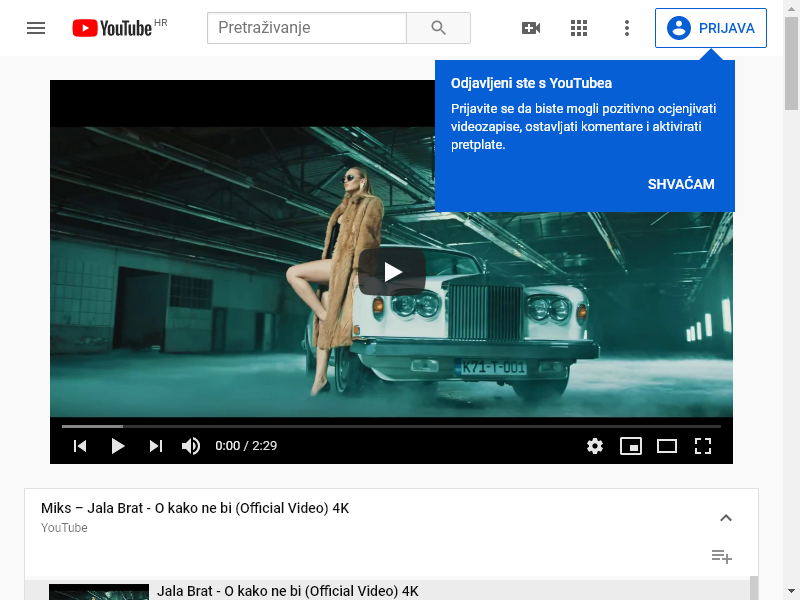 YouTube HR
Pretraživanje
PRIJAVA
Odjavljeni ste s YouTubea
Prijavite se da biste mogli pozitivno ocjenjivati
videozapise, ostavljati komentare i aktivirati
pretplate.
SHVAĆAM
K71-T-001
0:00 / 2:29
Miks – Jala Brat - O kako ne bi (Official Video) 4K
YouTube
Jala Brat - O kako ne bi (Official Video) 4K